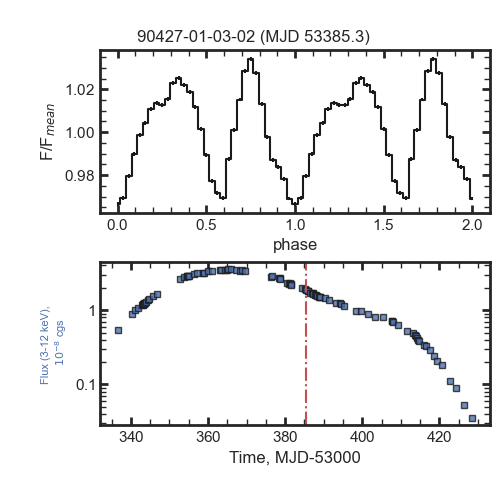 90427-01-03-02 (MJD 53385.3)
F/Fmean
1.02
1.00
0.98
0.0 0.5 1.0 1.5 2.0
phase
Flux (3-12 keV),
10⁻⁸ cgs
1
0.1
340 360 380 400 420
Time, MJD-53000